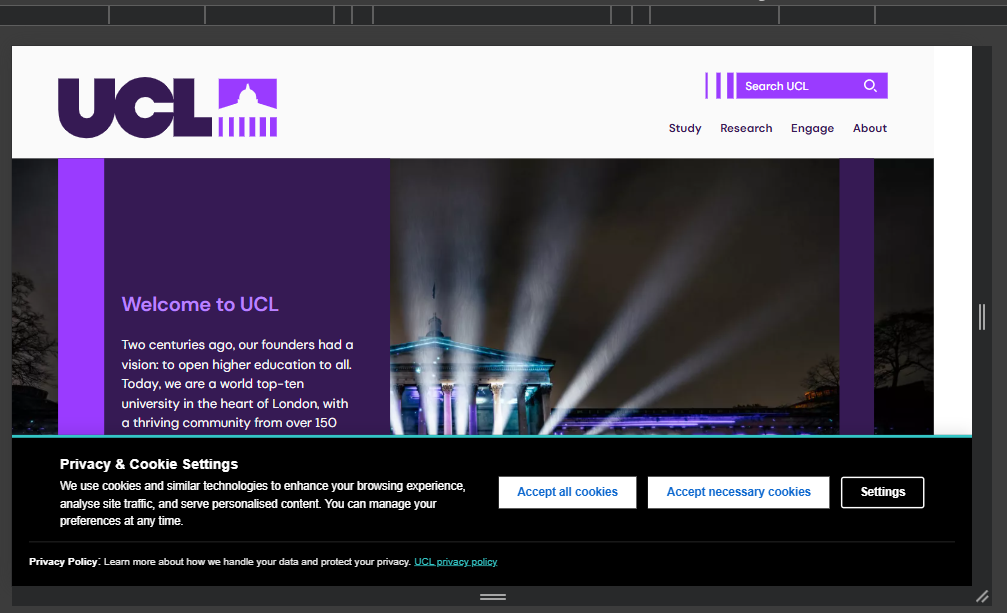 UCL
Search UCL
Study Research Engage About
Welcome to UCL
Two centuries ago, our founders had a
vision: to open higher education to all.
Today, we are a world top-ten
university in the heart of London, with
a thriving community from over 150
Privacy & Cookie Settings
We use cookies and similar technologies to enhance your browsing experience,
analyse site traffic, and serve personalised content. You can manage your
preferences at any time.
Accept all cookies Accept necessary cookies Settings
Privacy Policy: Learn more about how we handle your data and protect your privacy. UCL privacy policy